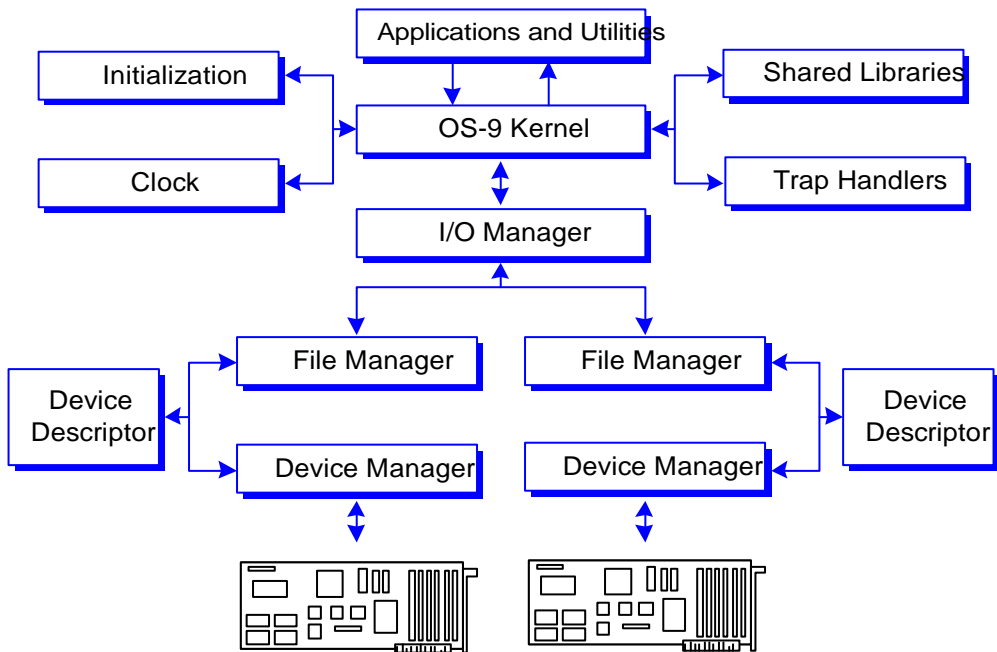 Applications and Utilities
Initialization
Shared Libraries
OS-9 Kernel
Clock
Trap Handlers
I/O Manager
File Manager
File Manager
Device
Descriptor
Device
Descriptor
Device Manager
Device Manager